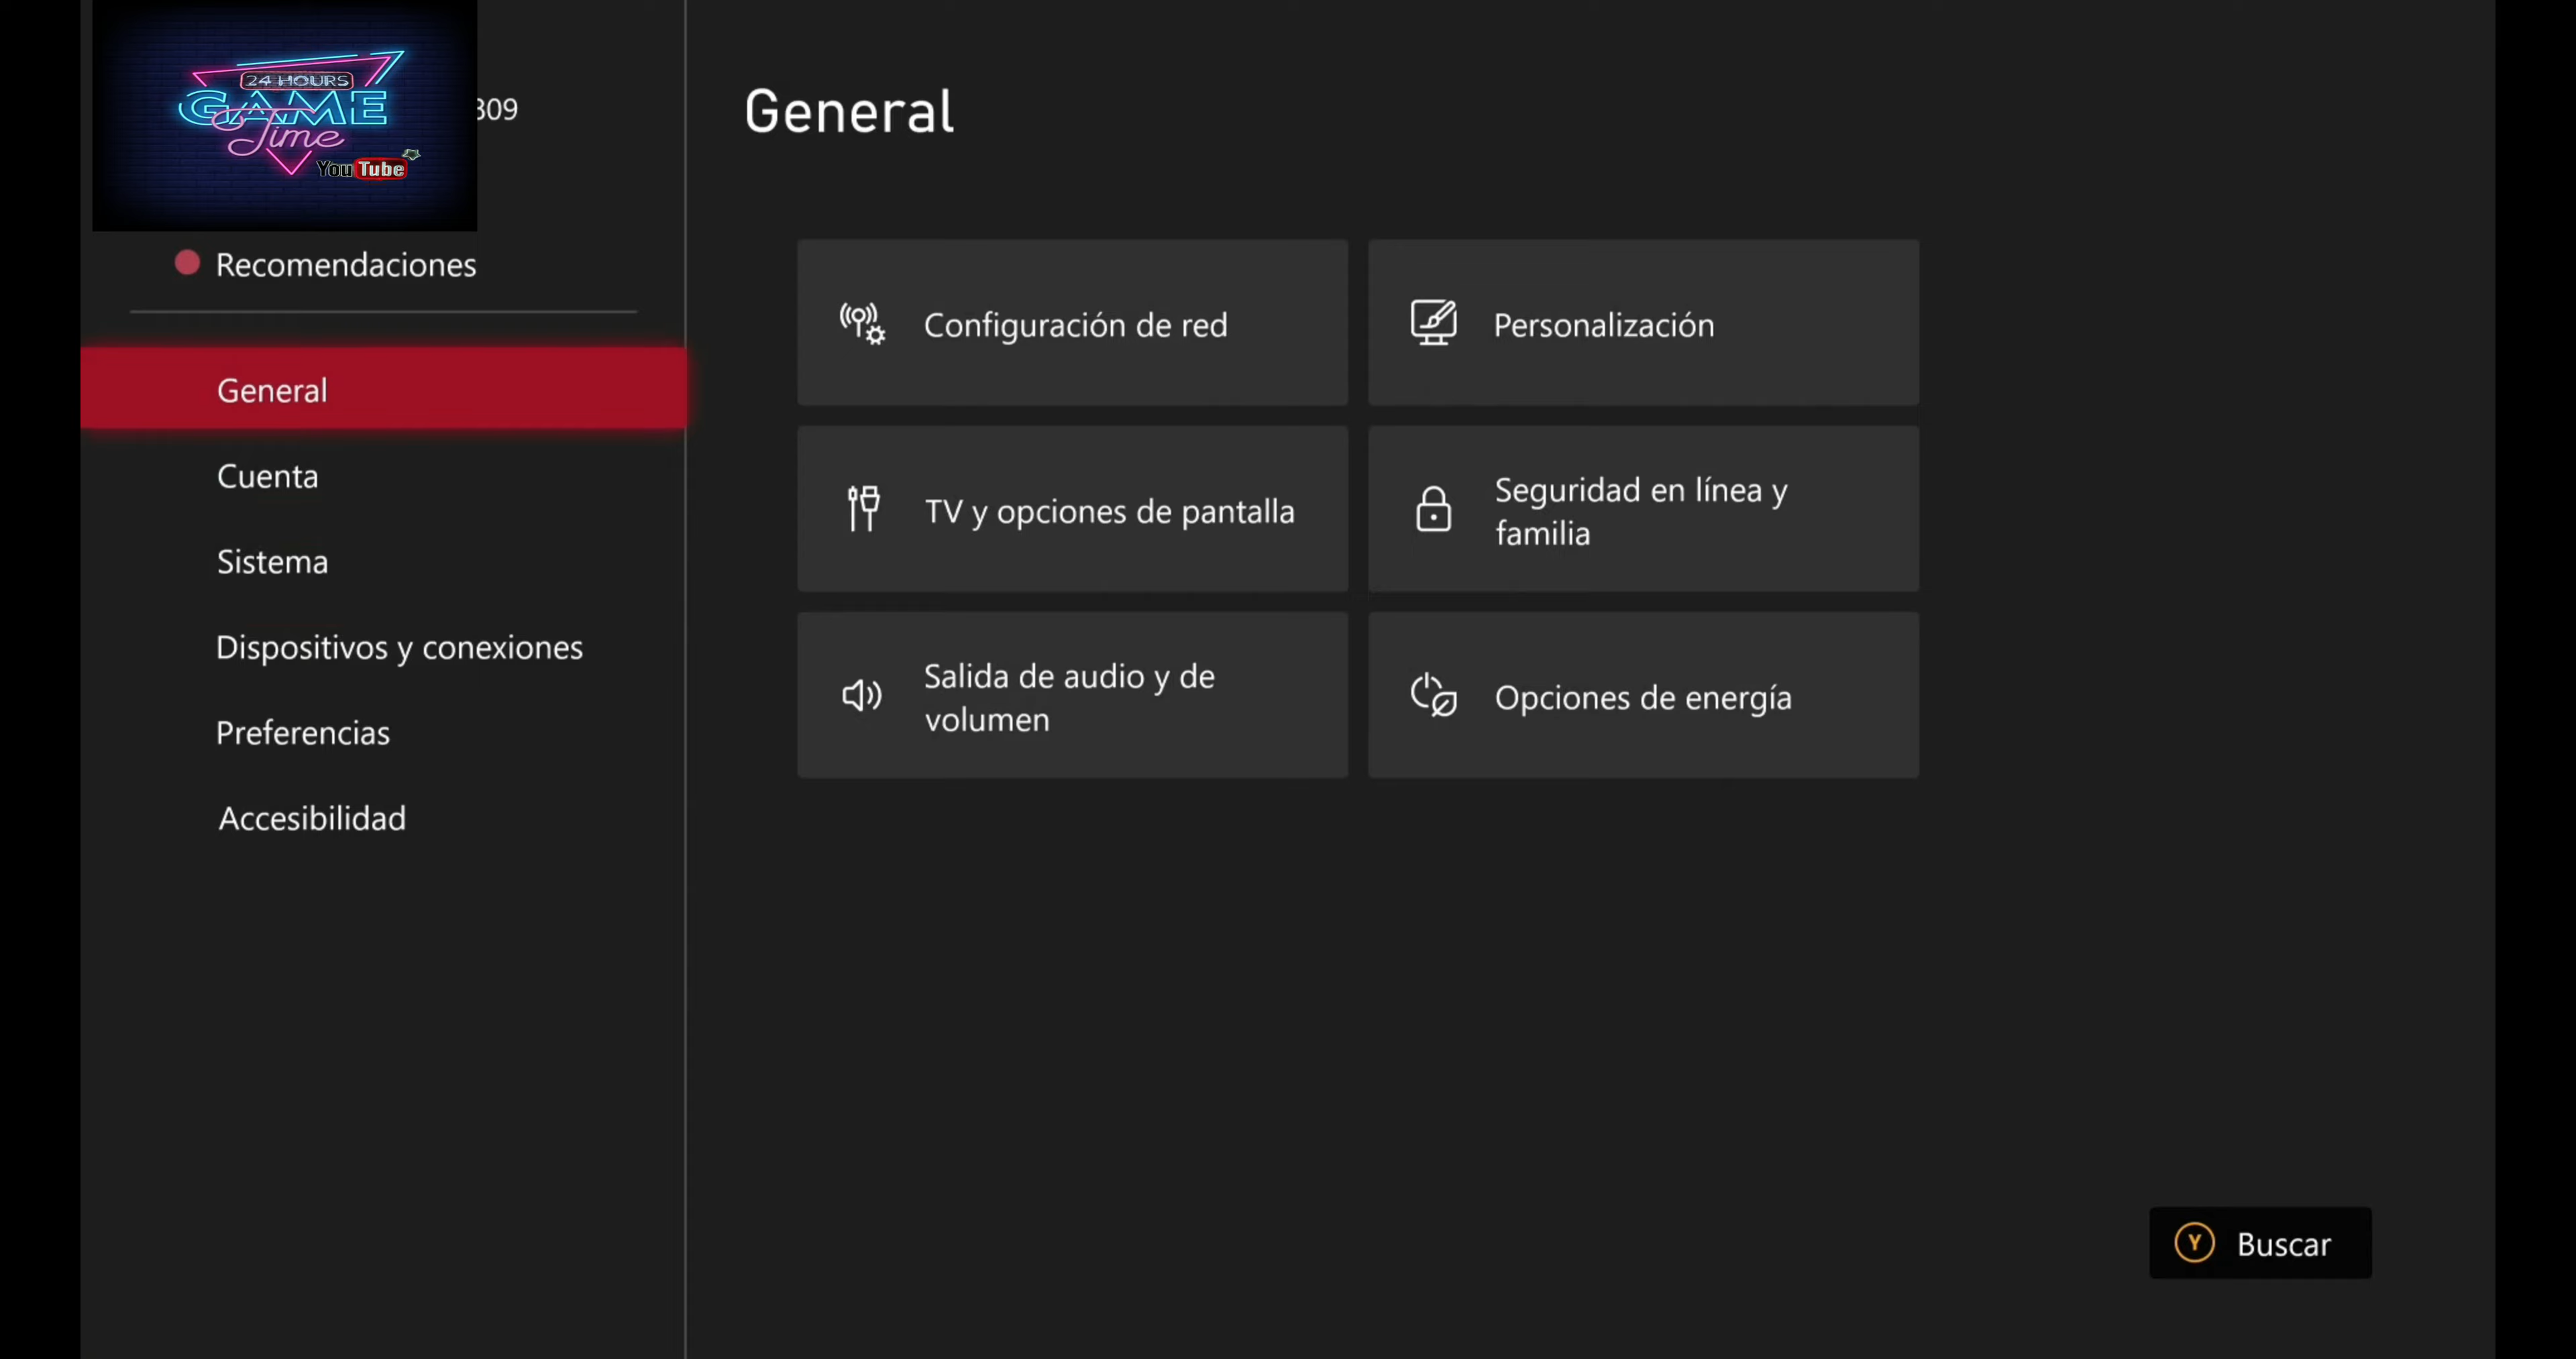 24 HOURS
GAME
Time
YouTube
309
Recomendaciones
General
Cuenta
Sistema
Dispositivos y conexiones
Preferencias
Accesibilidad
General
Configuración de red
Personalización
TV y opciones de pantalla
Seguridad en línea y
familia
Salida de audio y de
volumen
Opciones de energía
Y Buscar